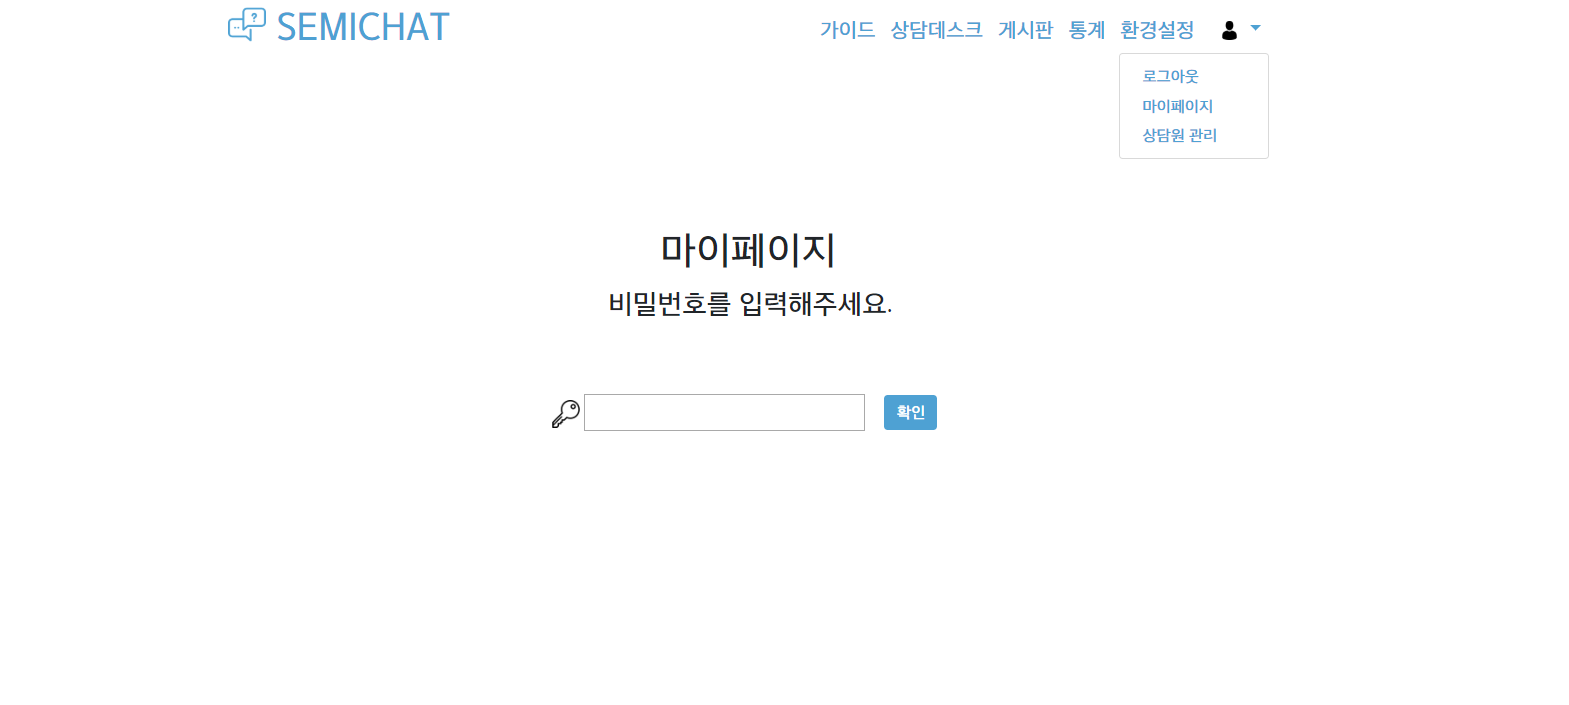 SEMICHAT
가이드 상담데스크 게시판 통계 환경설정
로그아웃
마이페이지
상담원 관리
마이페이지
비밀번호를 입력해주세요.
확인